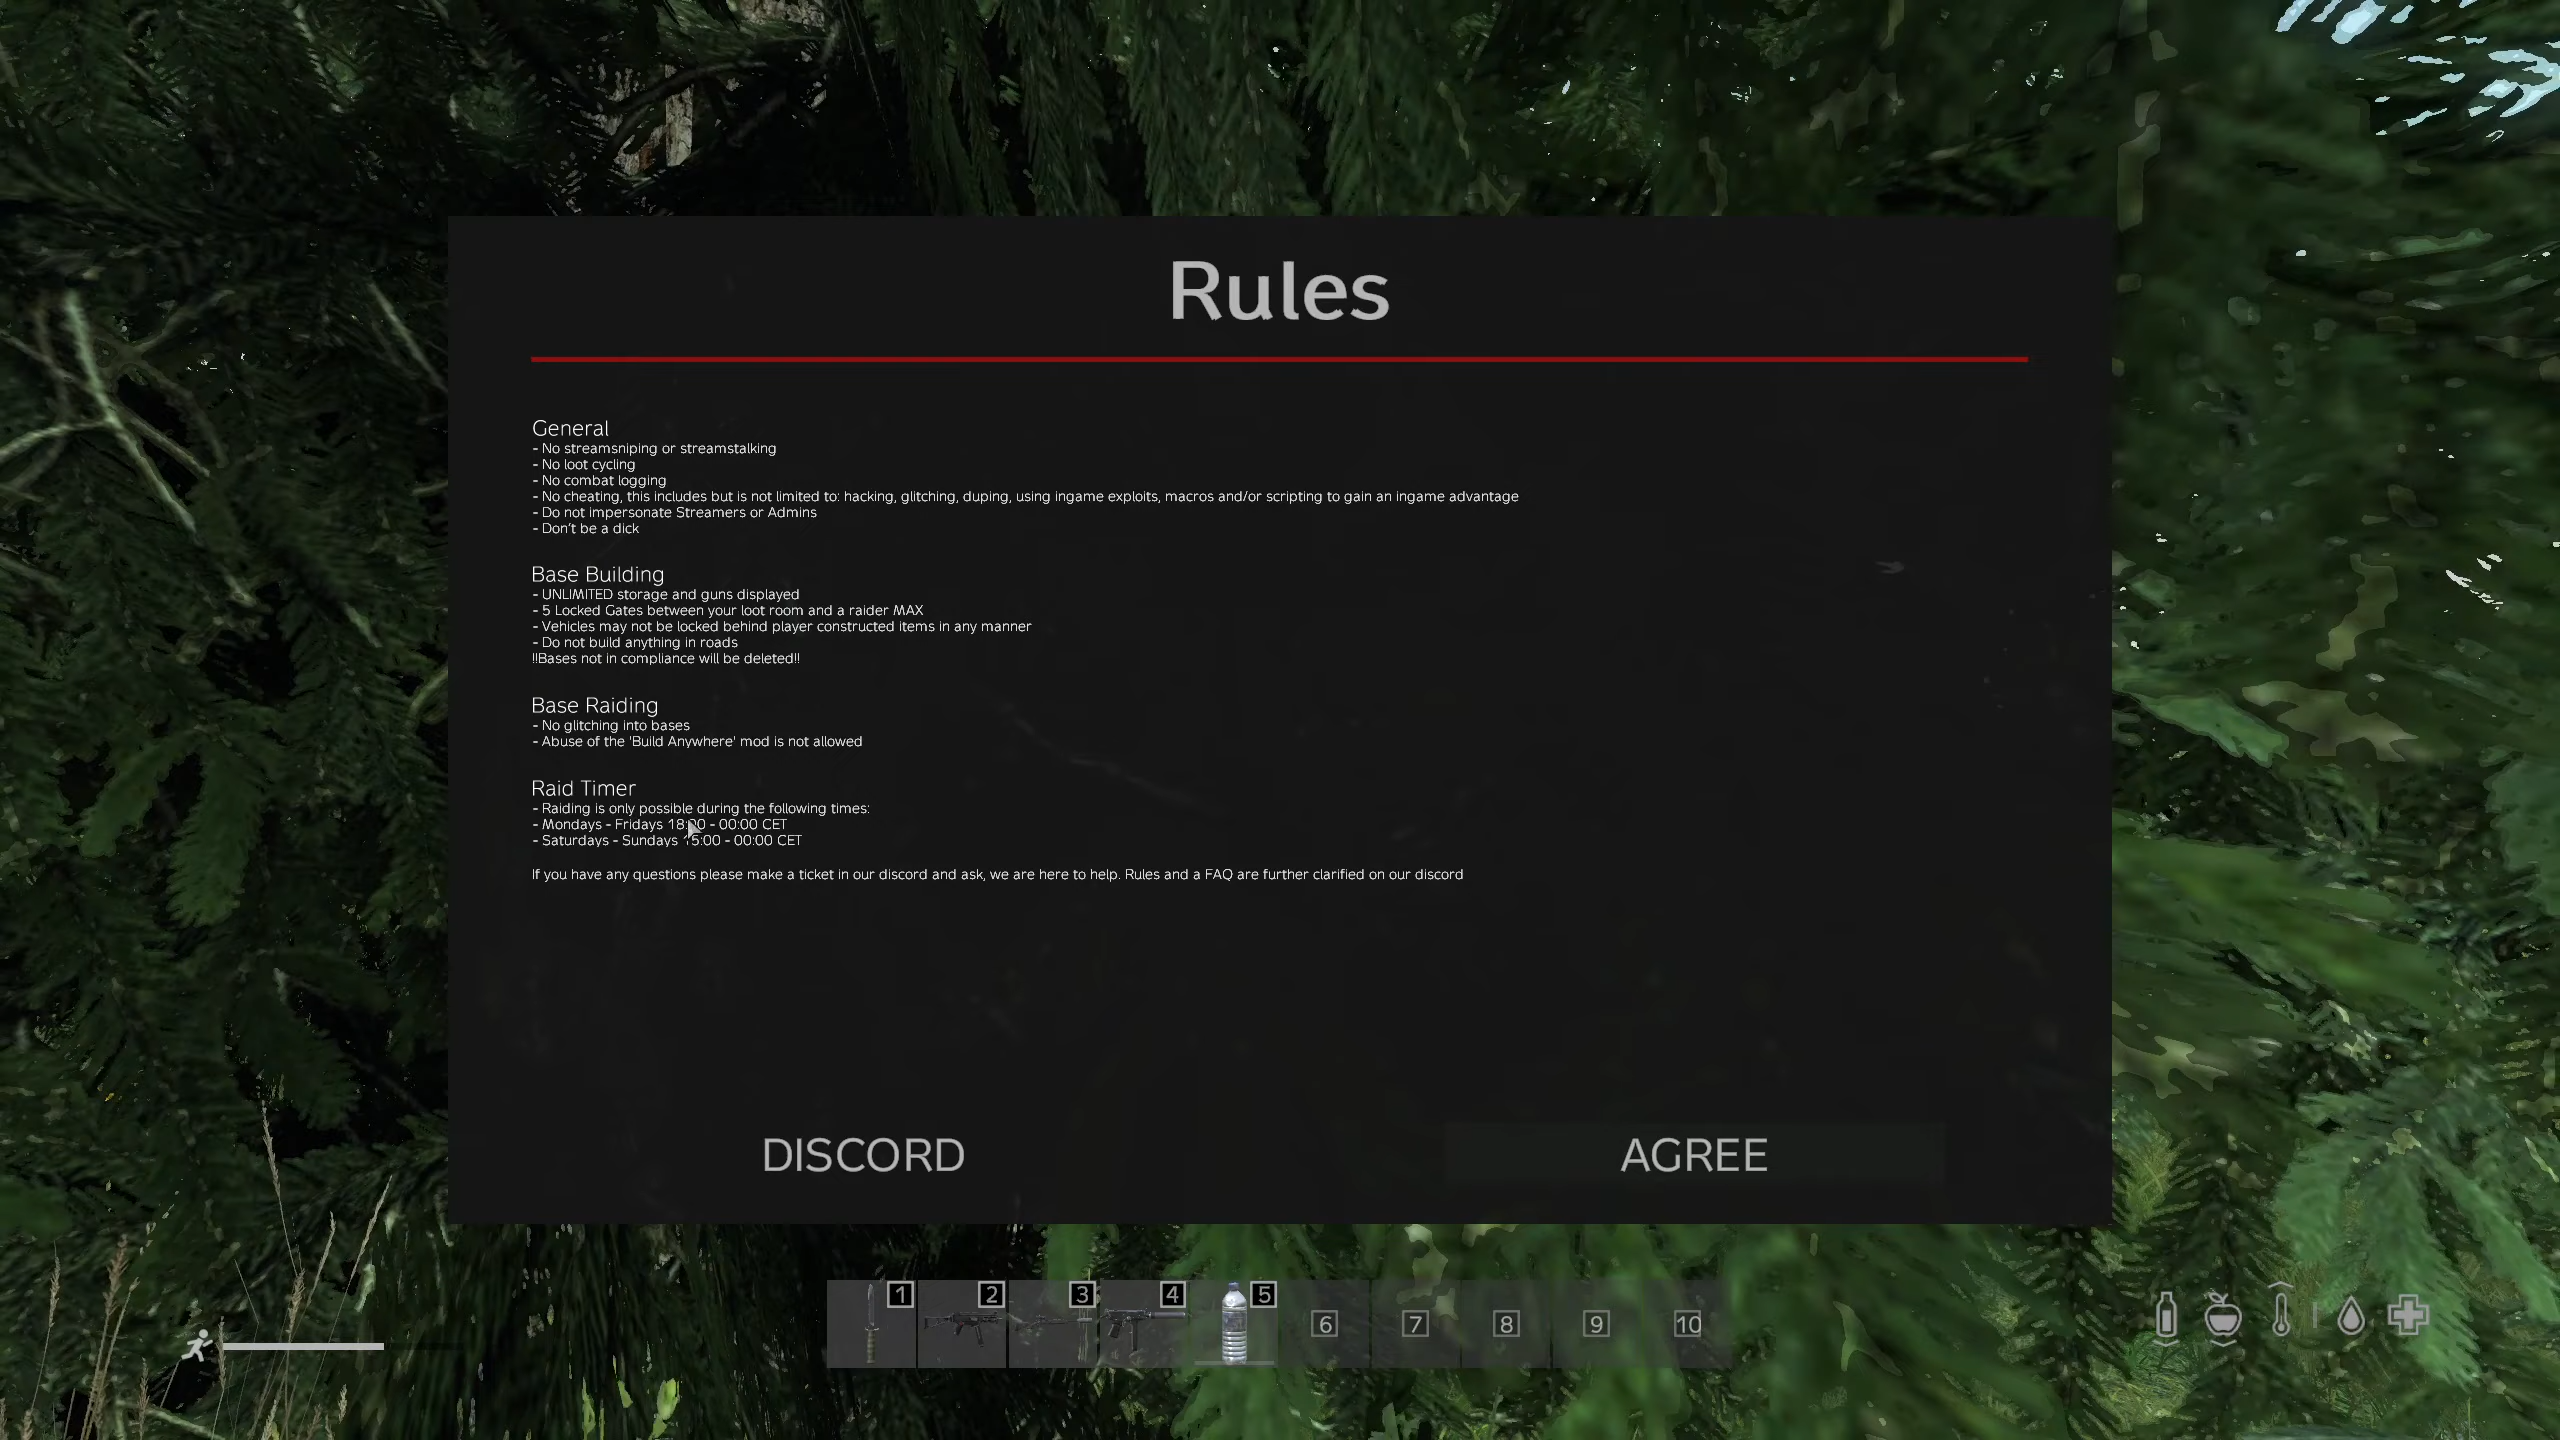 Rules
General
- No streamsniping or streamstalking
- No loot cycling
- No combat logging
- No cheating, this includes but is not limited to: hacking, glitching, duping, using ingame exploits, macros and/or scripting to gain an ingame advantage
- Do not impersonate Streamers or Admins
- Don't be a dick
Base Building
- UNLIMITED storage and guns displayed
- 5 Locked Gates between your loot room and a raider MAX
- Vehicles may not be locked behind player constructed items in any manner
- Do not build anything in roads
!!Bases not in compliance will be deleted!!
Base Raiding
- No glitching into bases
- Abuse of the 'Build Anywhere' mod is not allowed
Raid Timer
- Raiding is only possible during the following times:
- Mondays - Fridays 18:00 - 00:00 CET
- Saturdays - Sundays 15:00 - 00:00 CET
If you have any questions please make a ticket in our discord and ask, we are here to help. Rules and a FAQ are further clarified on our discord
DISCORD AGREE
1 2 3 4 5 6 7 8 9 10